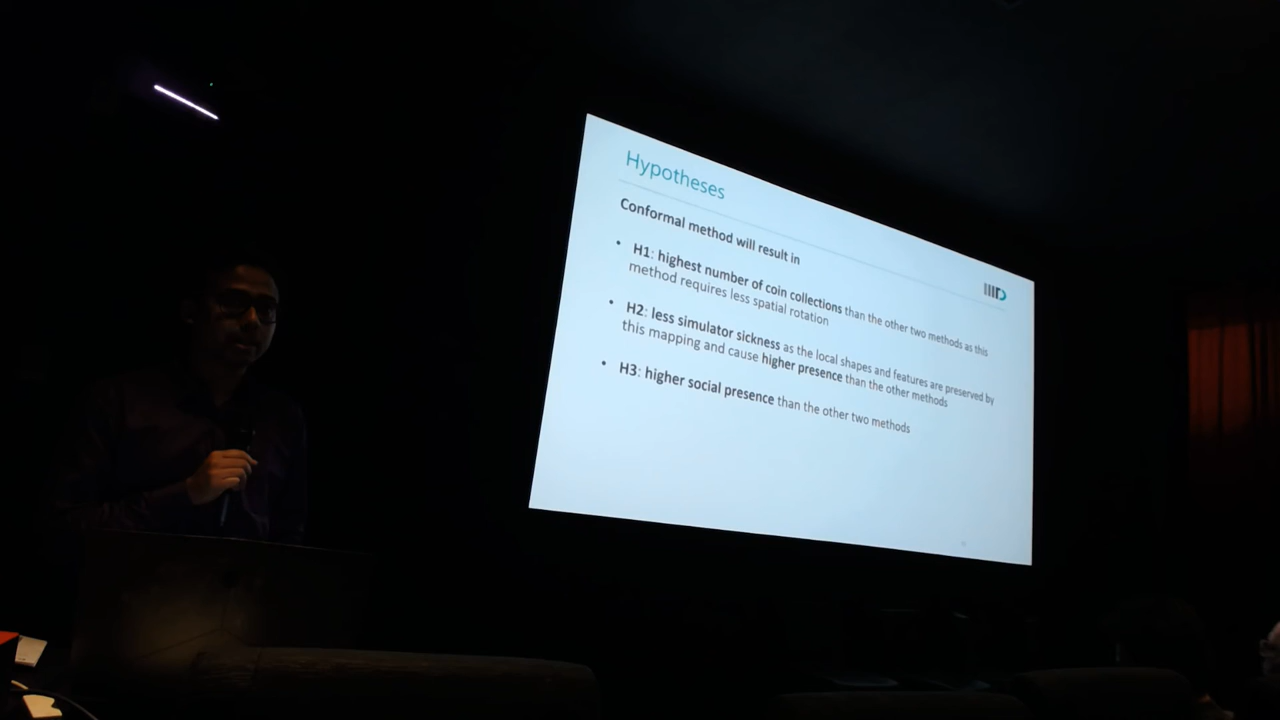 Hypotheses
Conformal method will result in
• H1: highest number of coin collections than the other two methods as this
method requires less spatial rotation
• H2: less simulator sickness as the local shapes and features are preserved by
this mapping and cause higher presence than the other methods
• H3: higher social presence than the other two methods